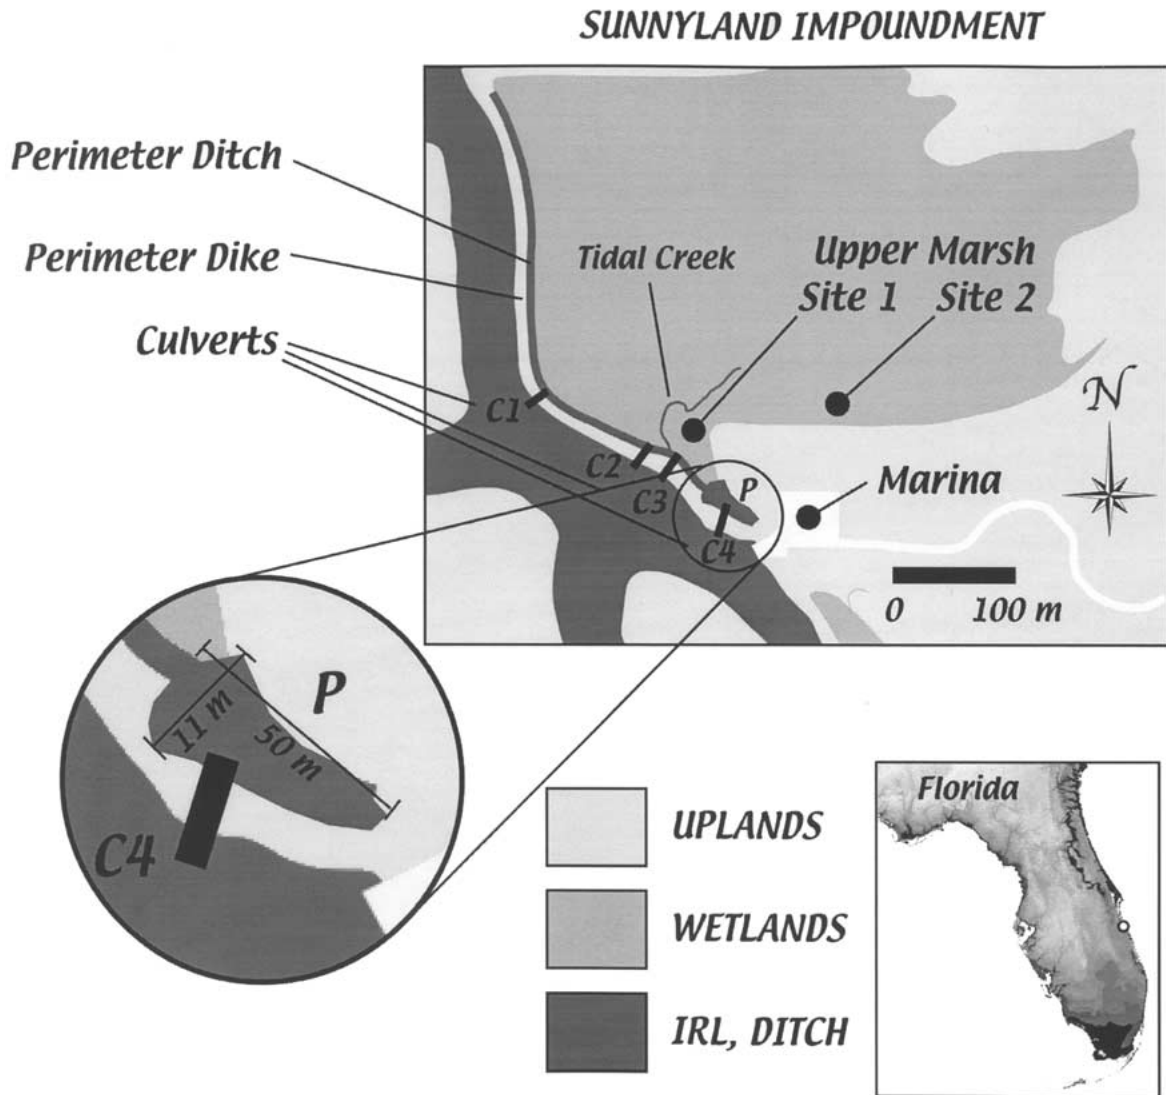 SUNNYLAND IMPOUNDMENT
Perimeter Ditch
Perimeter Dike
Culverts
Tidal Creek
Upper Marsh
Site 1 Site 2
C1
C2
C3
P
C4
Marina
N
0 100 m
P
11 m
50 m
C4
UPLANDS
WETLANDS
IRL, DITCH
Florida